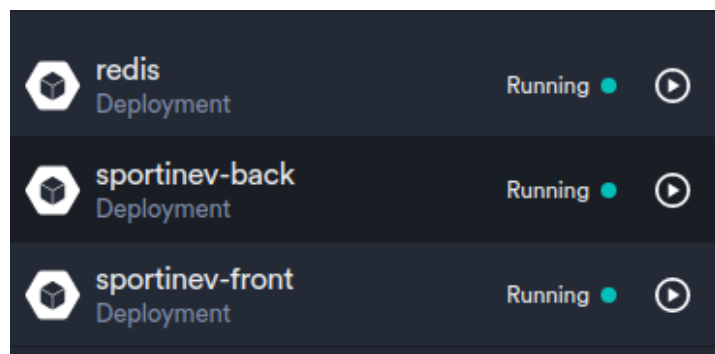 redis
Deployment
Running
sportinev-back
Deployment
Running
sportinev-front
Deployment
Running